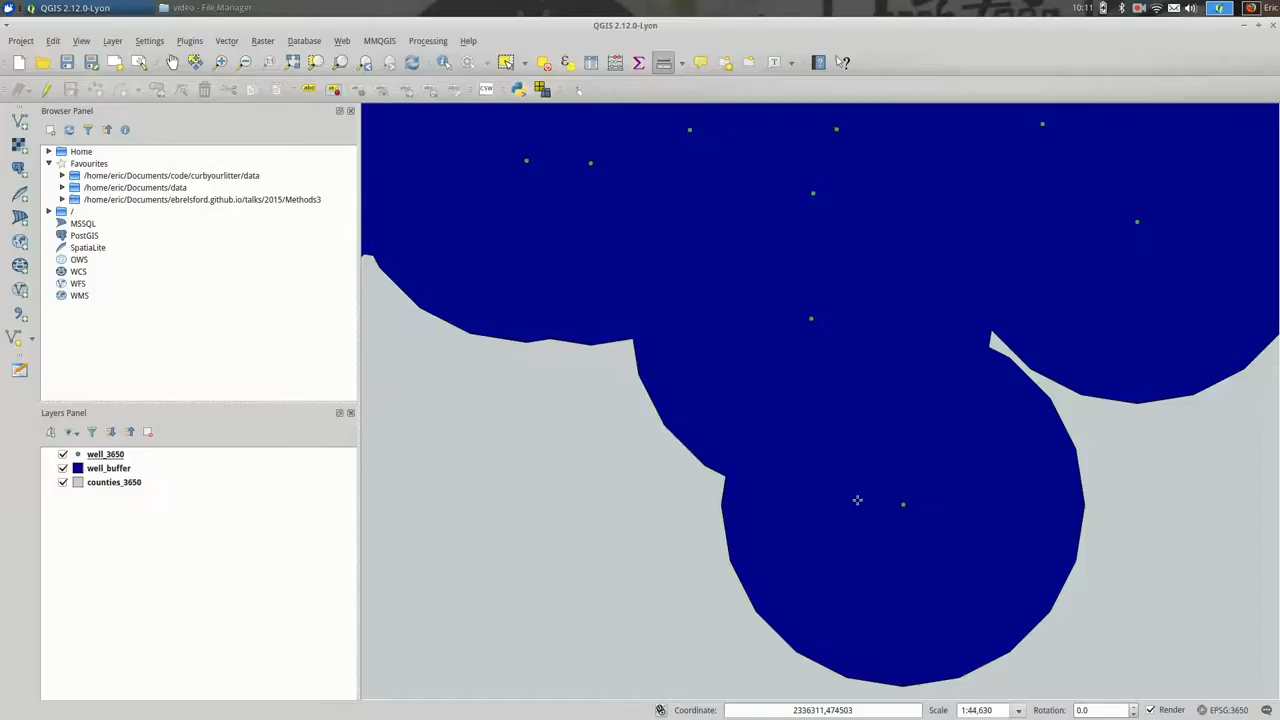 QGIS 2.12.0-Lyon
video - File Manager
10:11
Eric
QGIS 2.12.0-Lyon
Project Edit View Layer Settings Plugins Vector Raster Database Web MMQGIS Processing Help
abc
CSW
Browser Panel
Home
Favourites
/home/eric/Documents/code/curbyourlitter/data
/home/eric/Documents/data
/home/eric/Documents/ebrelsford.github.io/talks/2015/Methods3
/
MSSQL
PostGIS
SpatiaLite
OWS
WCS
WFS
WMS
Layers Panel
well_3650
well_buffer
counties_3650
Coordinate: 2336311,474503 Scale 1:44,630 Rotation: 0.0 Render EPSG:3650